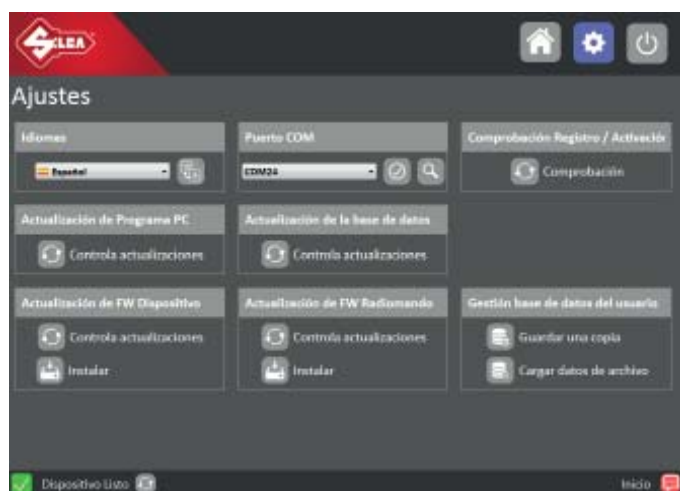 SILCA
Ajustes
Idiomas
Puerto COM
Comprobación Registro / Activación
Español
COM24
Comprobación
Actualización de Programa PC
Actualización de la base de datos
Controla actualizaciones
Controla actualizaciones
Actualización de FW Dispositivo
Actualización de FW Radiomando
Gestión base de datos del usuario
Controla actualizaciones
Controla actualizaciones
Guardar una copia
Instalar
Instalar
Cargar datos de archivo
Dispositivo Listo
Inicio